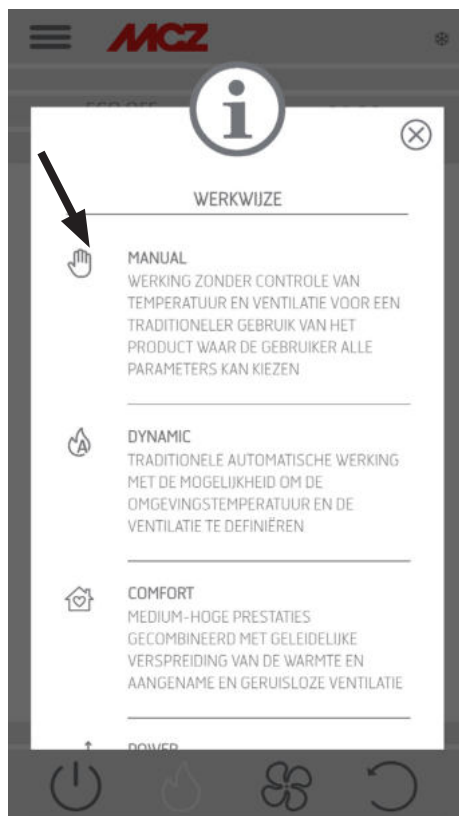 MCZ
WERKWIJZE
MANUAL
WERKING ZONDER CONTROLE VAN
TEMPERATUUR EN VENTILATIE VOOR EEN
TRADITIONELER GEBRUIK VAN HET
PRODUCT WAAR DE GEBRUIKER ALLE
PARAMETERS KAN KIEZEN
DYNAMIC
TRADITIONELE AUTOMATISCHE WERKING
MET DE MOGELIJKHEID OM DE
OMGEVINGSTEMPERATUUR EN DE
VENTILATIE TE DEFINIËREN
COMFORT
MEDIUM-HOGE PRESTATIES
GECOMBINEERD MET GELEIDELIJKE
VERSPREIDING VAN DE WARMTE EN
AANGENAME EN GERUISLOZE VENTILATIE
POWER